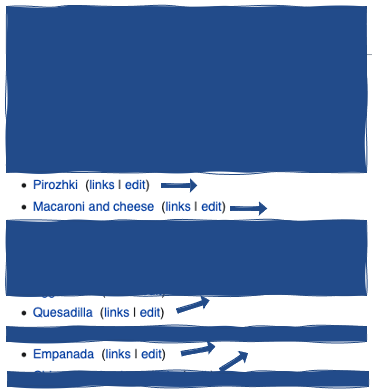 Pirozhki (links | edit)
Macaroni and cheese (links | edit)
Quesadilla (links | edit)
Empanada (links | edit)